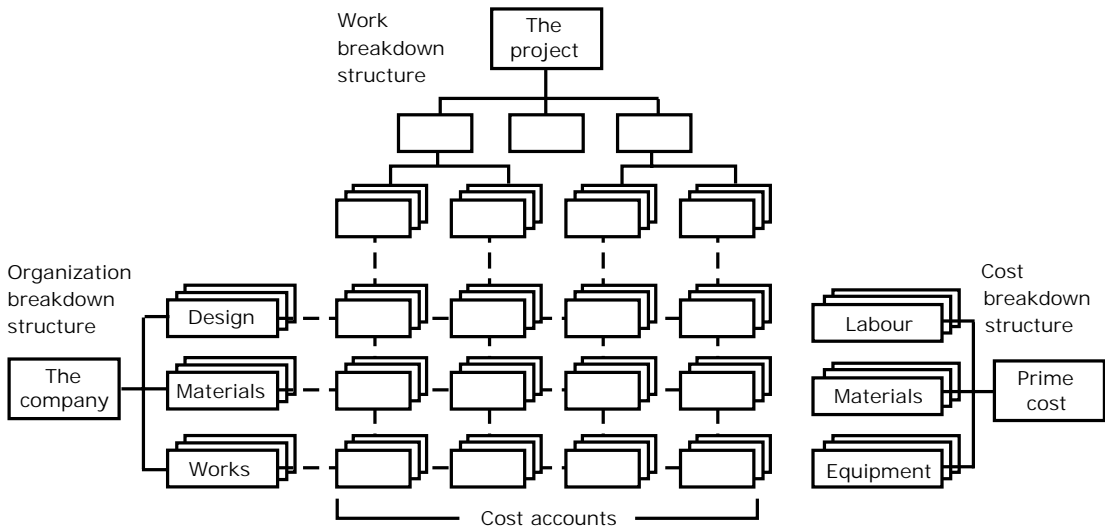 Work
breakdown
structure
The
project
Organization
breakdown
structure
Cost
breakdown
structure
Design
Labour
The
company
Materials
Materials
Prime
cost
Works
Equipment
Cost accounts